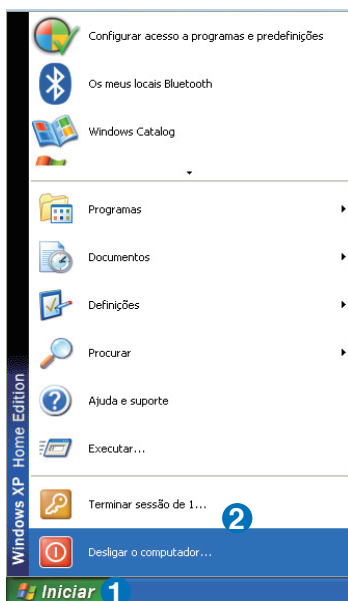 Configurar acesso a programas e predefinições
Os meus locais Bluetooth
Windows Catalog
Programas
Documentos
Definições
Procurar
Ajuda e suporte
Executar...
Terminar sessão de 1...
2
Desligar o computador...
Windows XP Home Edition
Iniciar
1